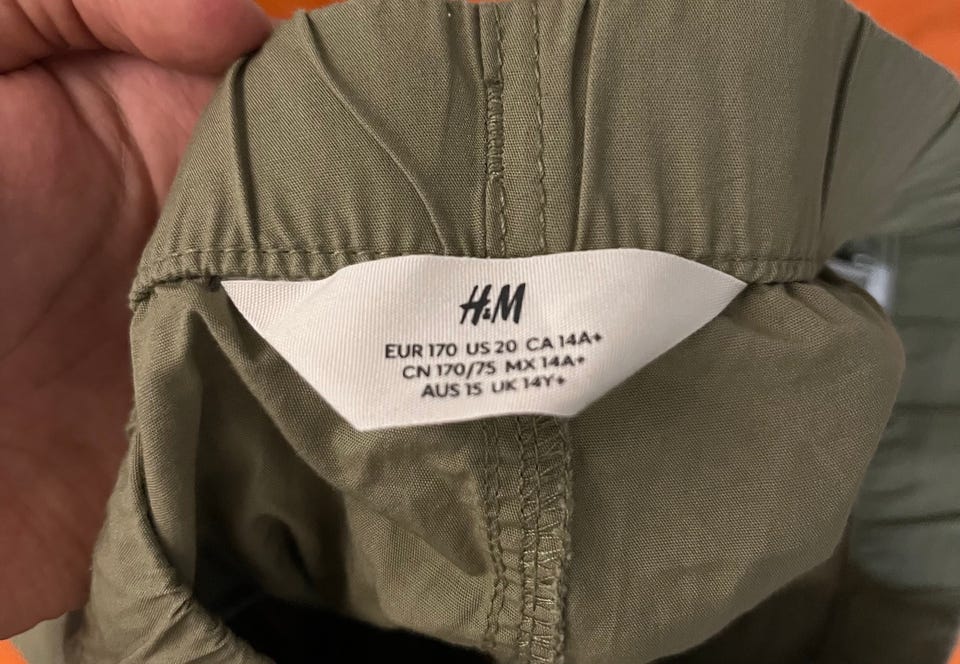 H&M
EUR 170 US 20 CA 14A+
CN 170/75 MX 14A+
AUS 15 UK 14Y+